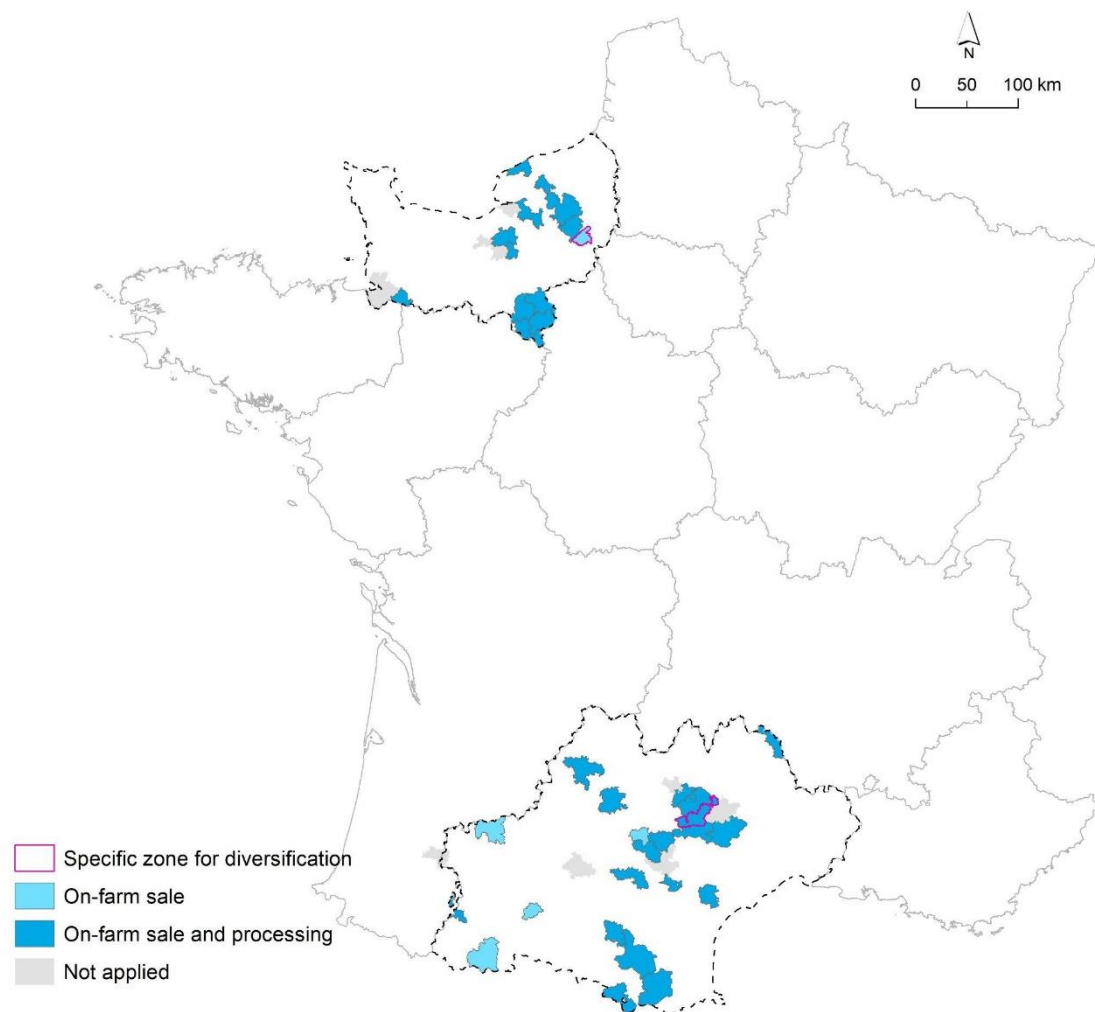 N
0 50 100 km
Specific zone for diversification
On-farm sale
On-farm sale and processing
Not applied